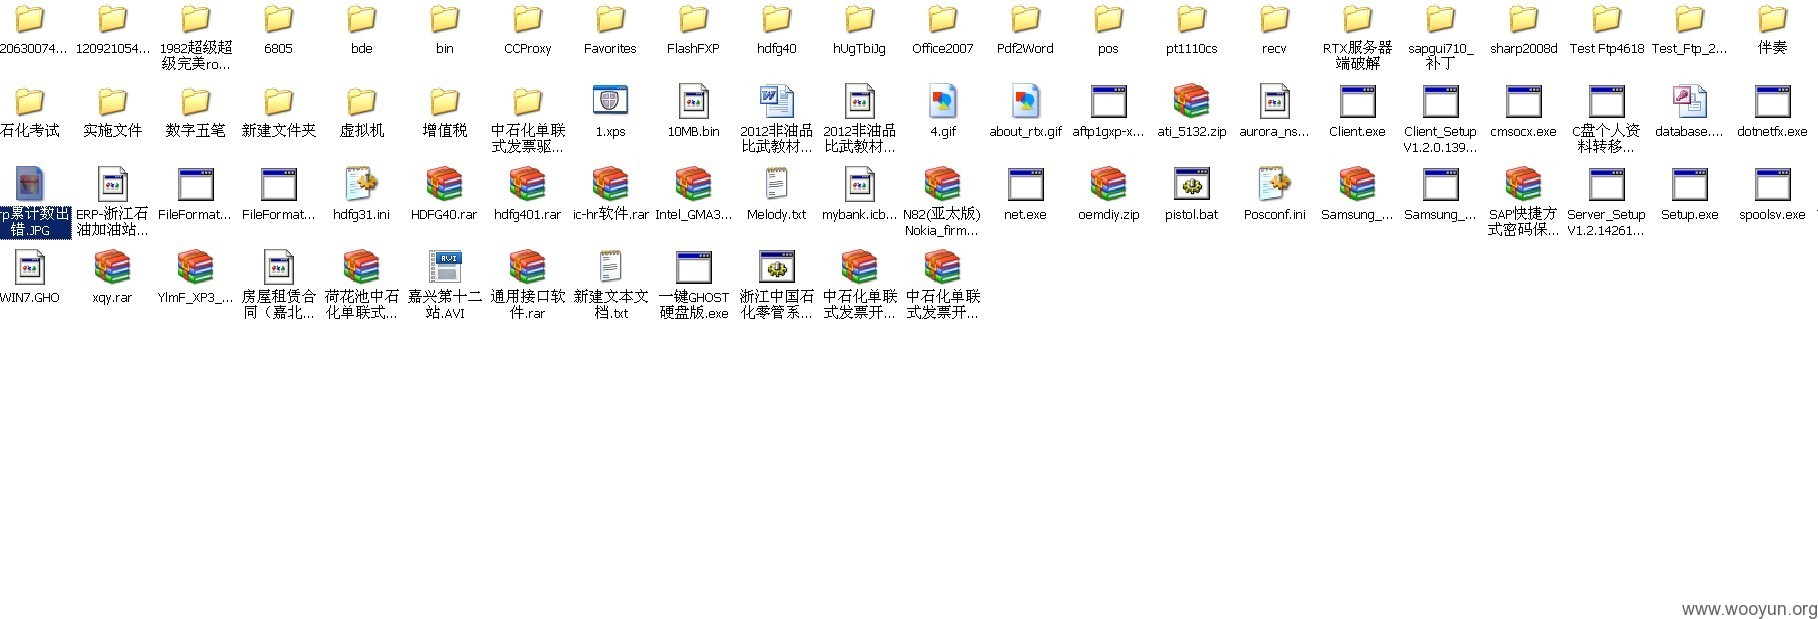 20630074...
120921054...
1982超级超
级完美ro...
6805
bde
bin
CCProxy
Favorites
FlashFXP
hdfg40
hUgTbiJg
Office2007
Pdf2Word
pos
pt1110cs
recv
RTX服务器
端破解
sapgui710_
补丁
sharp2008d
Test Ftp4618
Test_Ftp_2...
伴奏
石化考试
实施文件
数字五笔
新建文件夹
虚拟机
增值税
中石化单联
式发票驱...
1.xps
10MB.bin
2012非油品
比武教材...
2012非油品
比武教材...
4.gif
about_rtx.gif
aftp1gxp-x...
ati_5132.zip
aurora_ns...
Client.exe
Client_Setup
V1.2.0.139...
cmsocx.exe
C盘个人资
料转移...
database....
dotnetfx.exe
rp累计数出
错.JPG
ERP-浙江石
油加油站...
FileFormat...
FileFormat...
hdfg31.ini
HDFG40.rar
hdfg401.rar
ic-hr软件.rar
Intel_GMA3...
Melody.txt
mybank.icb...
N82(亚太版)
Nokia_firm...
net.exe
oemdiy.zip
pistol.bat
Posconf.ini
Samsung_...
Samsung_...
SAP快捷方
式密码保...
Server_Setup
V1.2.14261...
Setup.exe
spoolsv.exe
WIN7.GHO
xqy.rar
YlmF_XP3_...
房屋租赁合
同（嘉北...
荷花池中石
化单联式...
嘉兴第十二
站.AVI
通用接口软
件.rar
新建文本文
档.txt
一键GHOST
硬盘版.exe
浙江中国石
化零管系...
中石化单联
式发票开...
中石化单联
式发票开...
www.wooyun.org